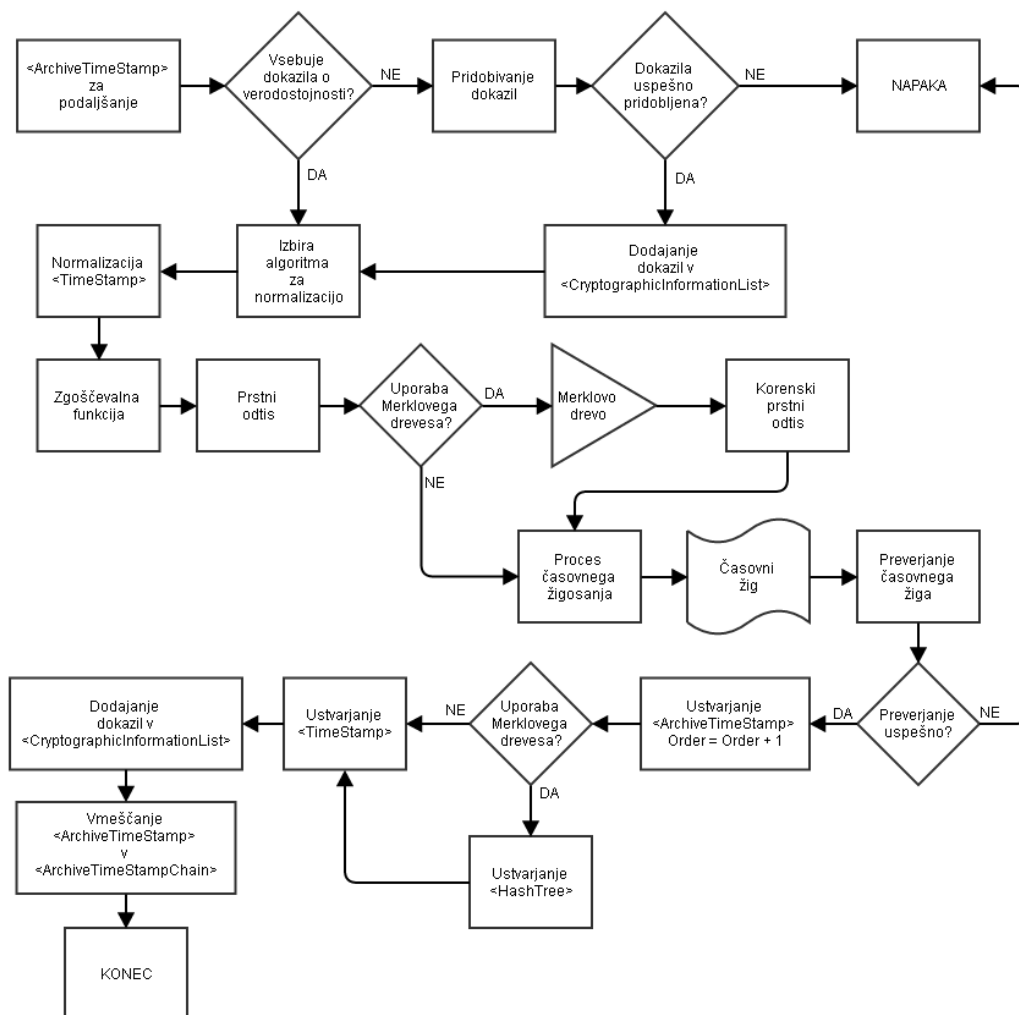 <ArchiveTimeStamp>
za
podaljšanje
Vsebuje
dokazila o
verodostojnosti?
NE
Pridobivanje
dokazil
Dokazila
uspešno
pridobljena?
NE
NAPAKA
DA
DA
Normalizacija
<TimeStamp>
Izbira
algoritma
za
normalizacijo
Dodajanje
dokazil v
<CryptographicInformationList>
Zgoščevalna
funkcija
Prstni
odtis
Uporaba
Merklovega
drevesa?
DA
Merklovo
drevo
Korenski
prstni
odtis
NE
Proces
časovnega
žigosanja
Časovni
žig
Preverjanje
časovnega
žiga
Dodajanje
dokazil v
<CryptographicInformationList>
Ustvarjanje
<TimeStamp>
NE
Uporaba
Merklovega
drevesa?
Ustvarjanje
<ArchiveTimeStamp>
Order = Order + 1
DA
Preverjanje
uspešno?
NE
DA
Vmeščanje
<ArchiveTimeStamp>
v
<ArchiveTimeStampChain>
Ustvarjanje
<HashTree>
KONEC